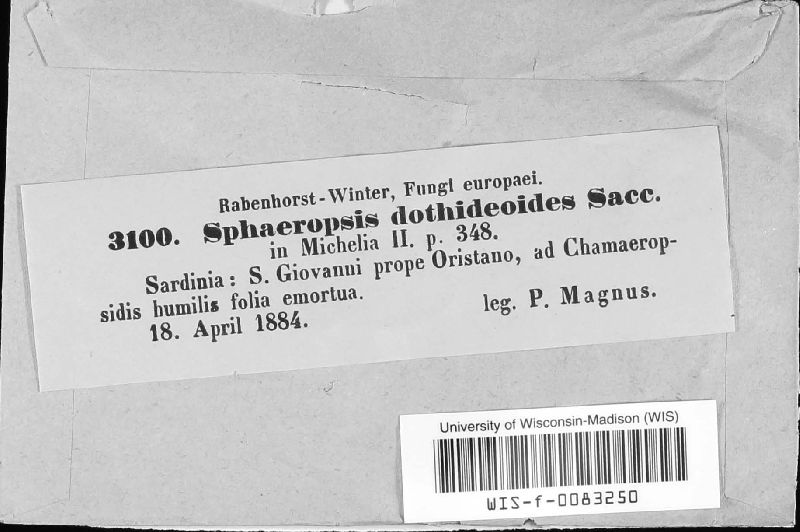 Rabenhorst-Winter, Fungi europaei.
3100. Sphaeropsis dothideoides Sacc.
in Michelia II. p. 348.
Sardinia: S. Giovanni prope Oristano, ad Chamaerop-
sidis humilis folia emortua.
18. April 1884. leg. P. Magnus.
University of Wisconsin-Madison (WIS)
WIS-f-0083250